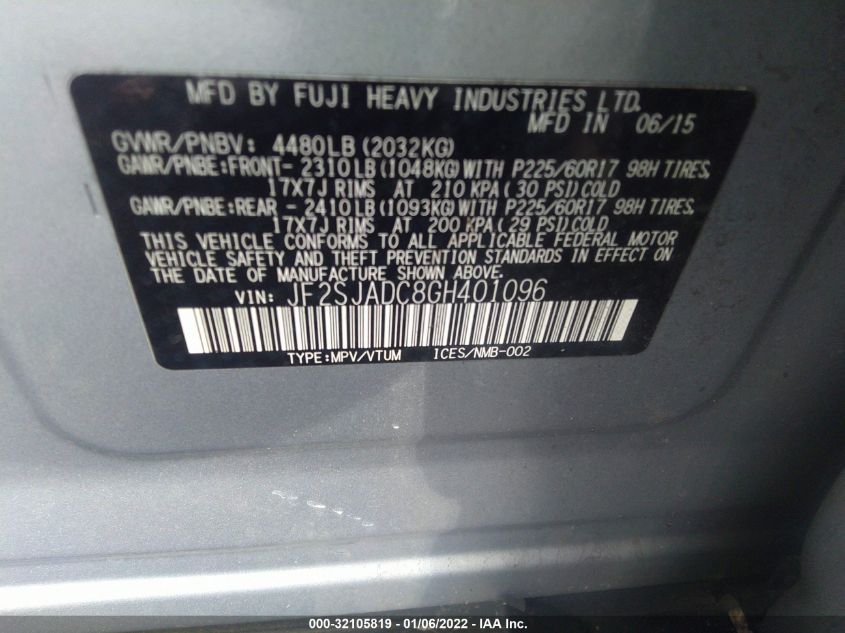 MFD BY FUJI HEAVY INDUSTRIES LTD.
MFD IN 06/15
GVWR/PNBV: 4480LB (2032KG)
GAWR/PNBE:FRONT- 2310LB (1048KG) WITH P225/60R17 98H TIRES,
17X7J RIMS AT 210 KPA (30 PSI) COLD
GAWR/PNBE:REAR - 2410LB (1093KG) WITH P225/60R17 98H TIRES,
17X7J RIMS AT 200 KPA (29 PSI) COLD
THIS VEHICLE CONFORMS TO ALL APPLICABLE FEDERAL MOTOR
VEHICLE SAFETY AND THEFT PREVENTION STANDARDS IN EFFECT ON
THE DATE OF MANUFACTURE SHOWN ABOVE.
VIN: JF2SJADC8GH401096
TYPE:MPV/VTUM ICES/NMB-002
000-32105819 - 01/06/2022 - IAA Inc.